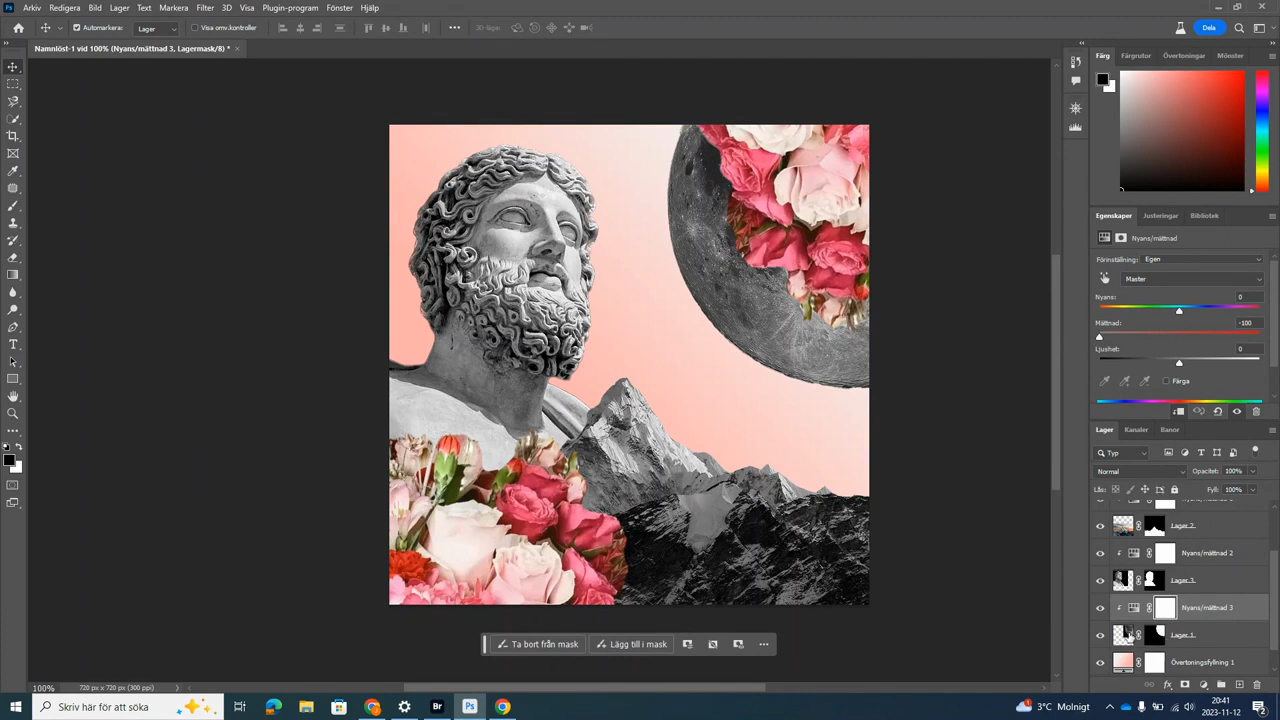 Arkiv Redigera Bild Lager Text Markera Filter 3D Visa Plugin-program Fönster Hjälp
Automarkera: Lager Visa omv.kontroller 3D-läge: Dela
Namnlöst-1 vid 100% (Nyans/mättnad 3, Lagermask/8) *
Färg Färgrutor Övertoningar Mönster
Egenskaper Justeringar Bibliotek
Nyans/mättnad
Förinställning: Egen
Master
Nyans: 0
Mättnad: -100
Ljushet: 0
Färga
Lager Kanaler Banor
Typ
Normal Opacitet: 100%
Lås: Fyll: 100%
Lager 2
Nyans/mättnad 2
Lager 3
Nyans/mättnad 3
Lager 1
Övertoningsfyllning 1
Ta bort från mask Lägg till i mask
100% 720 px x 720 px (300 ppi)
Skriv här för att söka
Br Ps
3°C Molnigt
20:41
2023-11-12
2